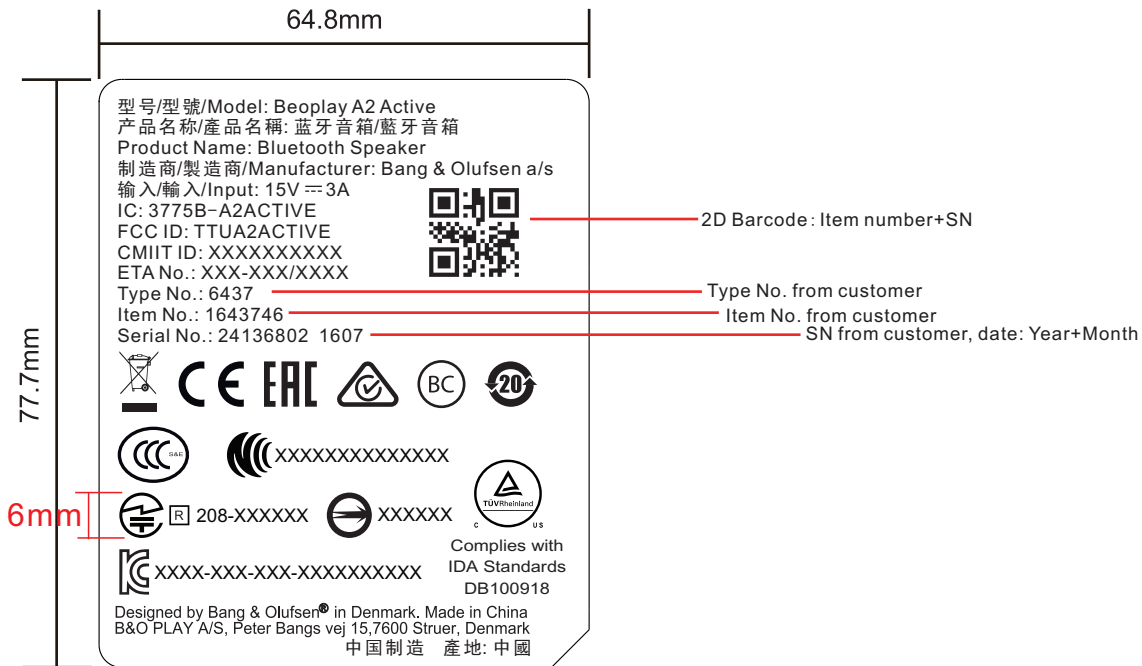 64.8mm
型号/型號/Model: Beoplay A2 Active
产品名称/產品名稱: 蓝牙音箱/藍牙音箱
Product Name: Bluetooth Speaker
制造商/製造商/Manufacturer: Bang & Olufsen a/s
输入/輸入/Input: 15V ⎓ 3A
IC: 3775B-A2ACTIVE
FCC ID: TTUA2ACTIVE
2D Barcode: Item number+SN
CMIIT ID: XXXXXXXXXX
ETA No.: XXX-XXX/XXXX
Type No.: 6437
Type No. from customer
Item No.: 1643746
Item No. from customer
Serial No.: 24136802 1607
SN from customer, date: Year+Month
77.7mm
CE EAC BC 20
CCC S&E
XXXXXXXXXXXXXX
TÜVRheinland
C US
6mm
R 208-XXXXXX
XXXXXX
Complies with
IDA Standards
DB100918
KC XXXX-XXX-XXX-XXXXXXXXXX
Designed by Bang & Olufsen® in Denmark. Made in China
B&O PLAY A/S, Peter Bangs vej 15,7600 Struer, Denmark
中国制造 產地: 中國